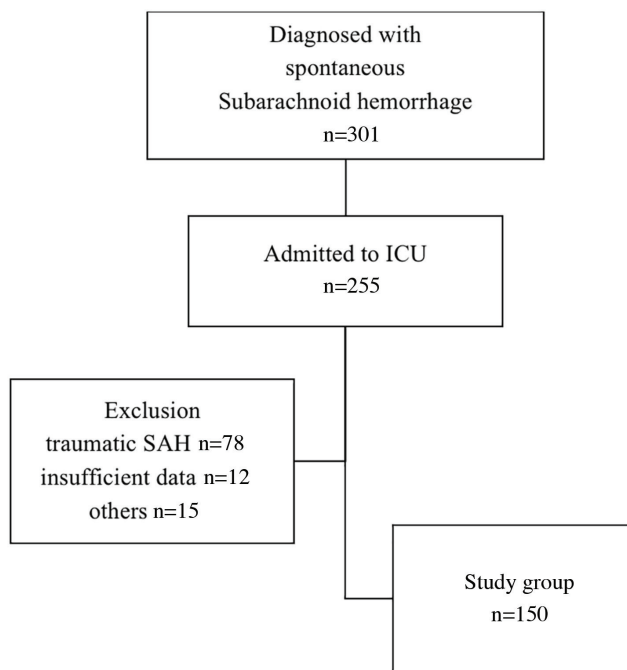 Diagnosed with
spontaneous
Subarachnoid hemorrhage
n=301
Admitted to ICU
n=255
Exclusion
traumatic SAH n=78
insufficient data n=12
others n=15
Study group
n=150